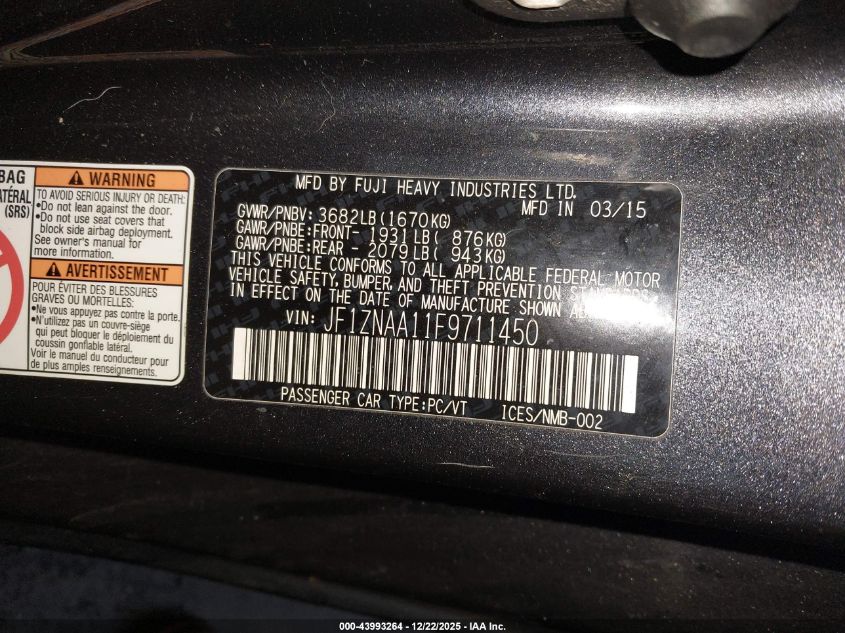 BAG
LATÉRAL
(SRS)
WARNING
TO AVOID SERIOUS INJURY OR DEATH:
•Do not lean against the door.
•Do not use seat covers that
block side airbag deployment.
See owner's manual for
more information.
AVERTISSEMENT
POUR ÉVITER DES BLESSURES
GRAVES OU MORTELLES:
•Ne vous appuyez pas contre la porte.
•N'utilizez pas un couvre-siège
qui bloquerait le déploiement du
coussin gonflable latéral.
Voir le manuel du conducteur
de plus amples renseignements.
MFD BY FUJI HEAVY INDUSTRIES LTD.
MFD IN 03/15
GVWR/PNBV: 3682LB(1670KG)
GAWR/PNBE:FRONT- 1931LB( 876KG)
GAWR/PNBE:REAR - 2079LB( 943KG)
THIS VEHICLE CONFORMS TO ALL APPLICABLE FEDERAL MOTOR
VEHICLE SAFETY, BUMPER, AND THEFT PREVENTION STANDARDS
IN EFFECT ON THE DATE OF MANUFACTURE SHOWN
VIN: JF1ZNAA11F9711450
PASSENGER CAR TYPE:PC/VT ICES/NMB-002
000-43993264 - 12/22/2025 - IAA Inc.